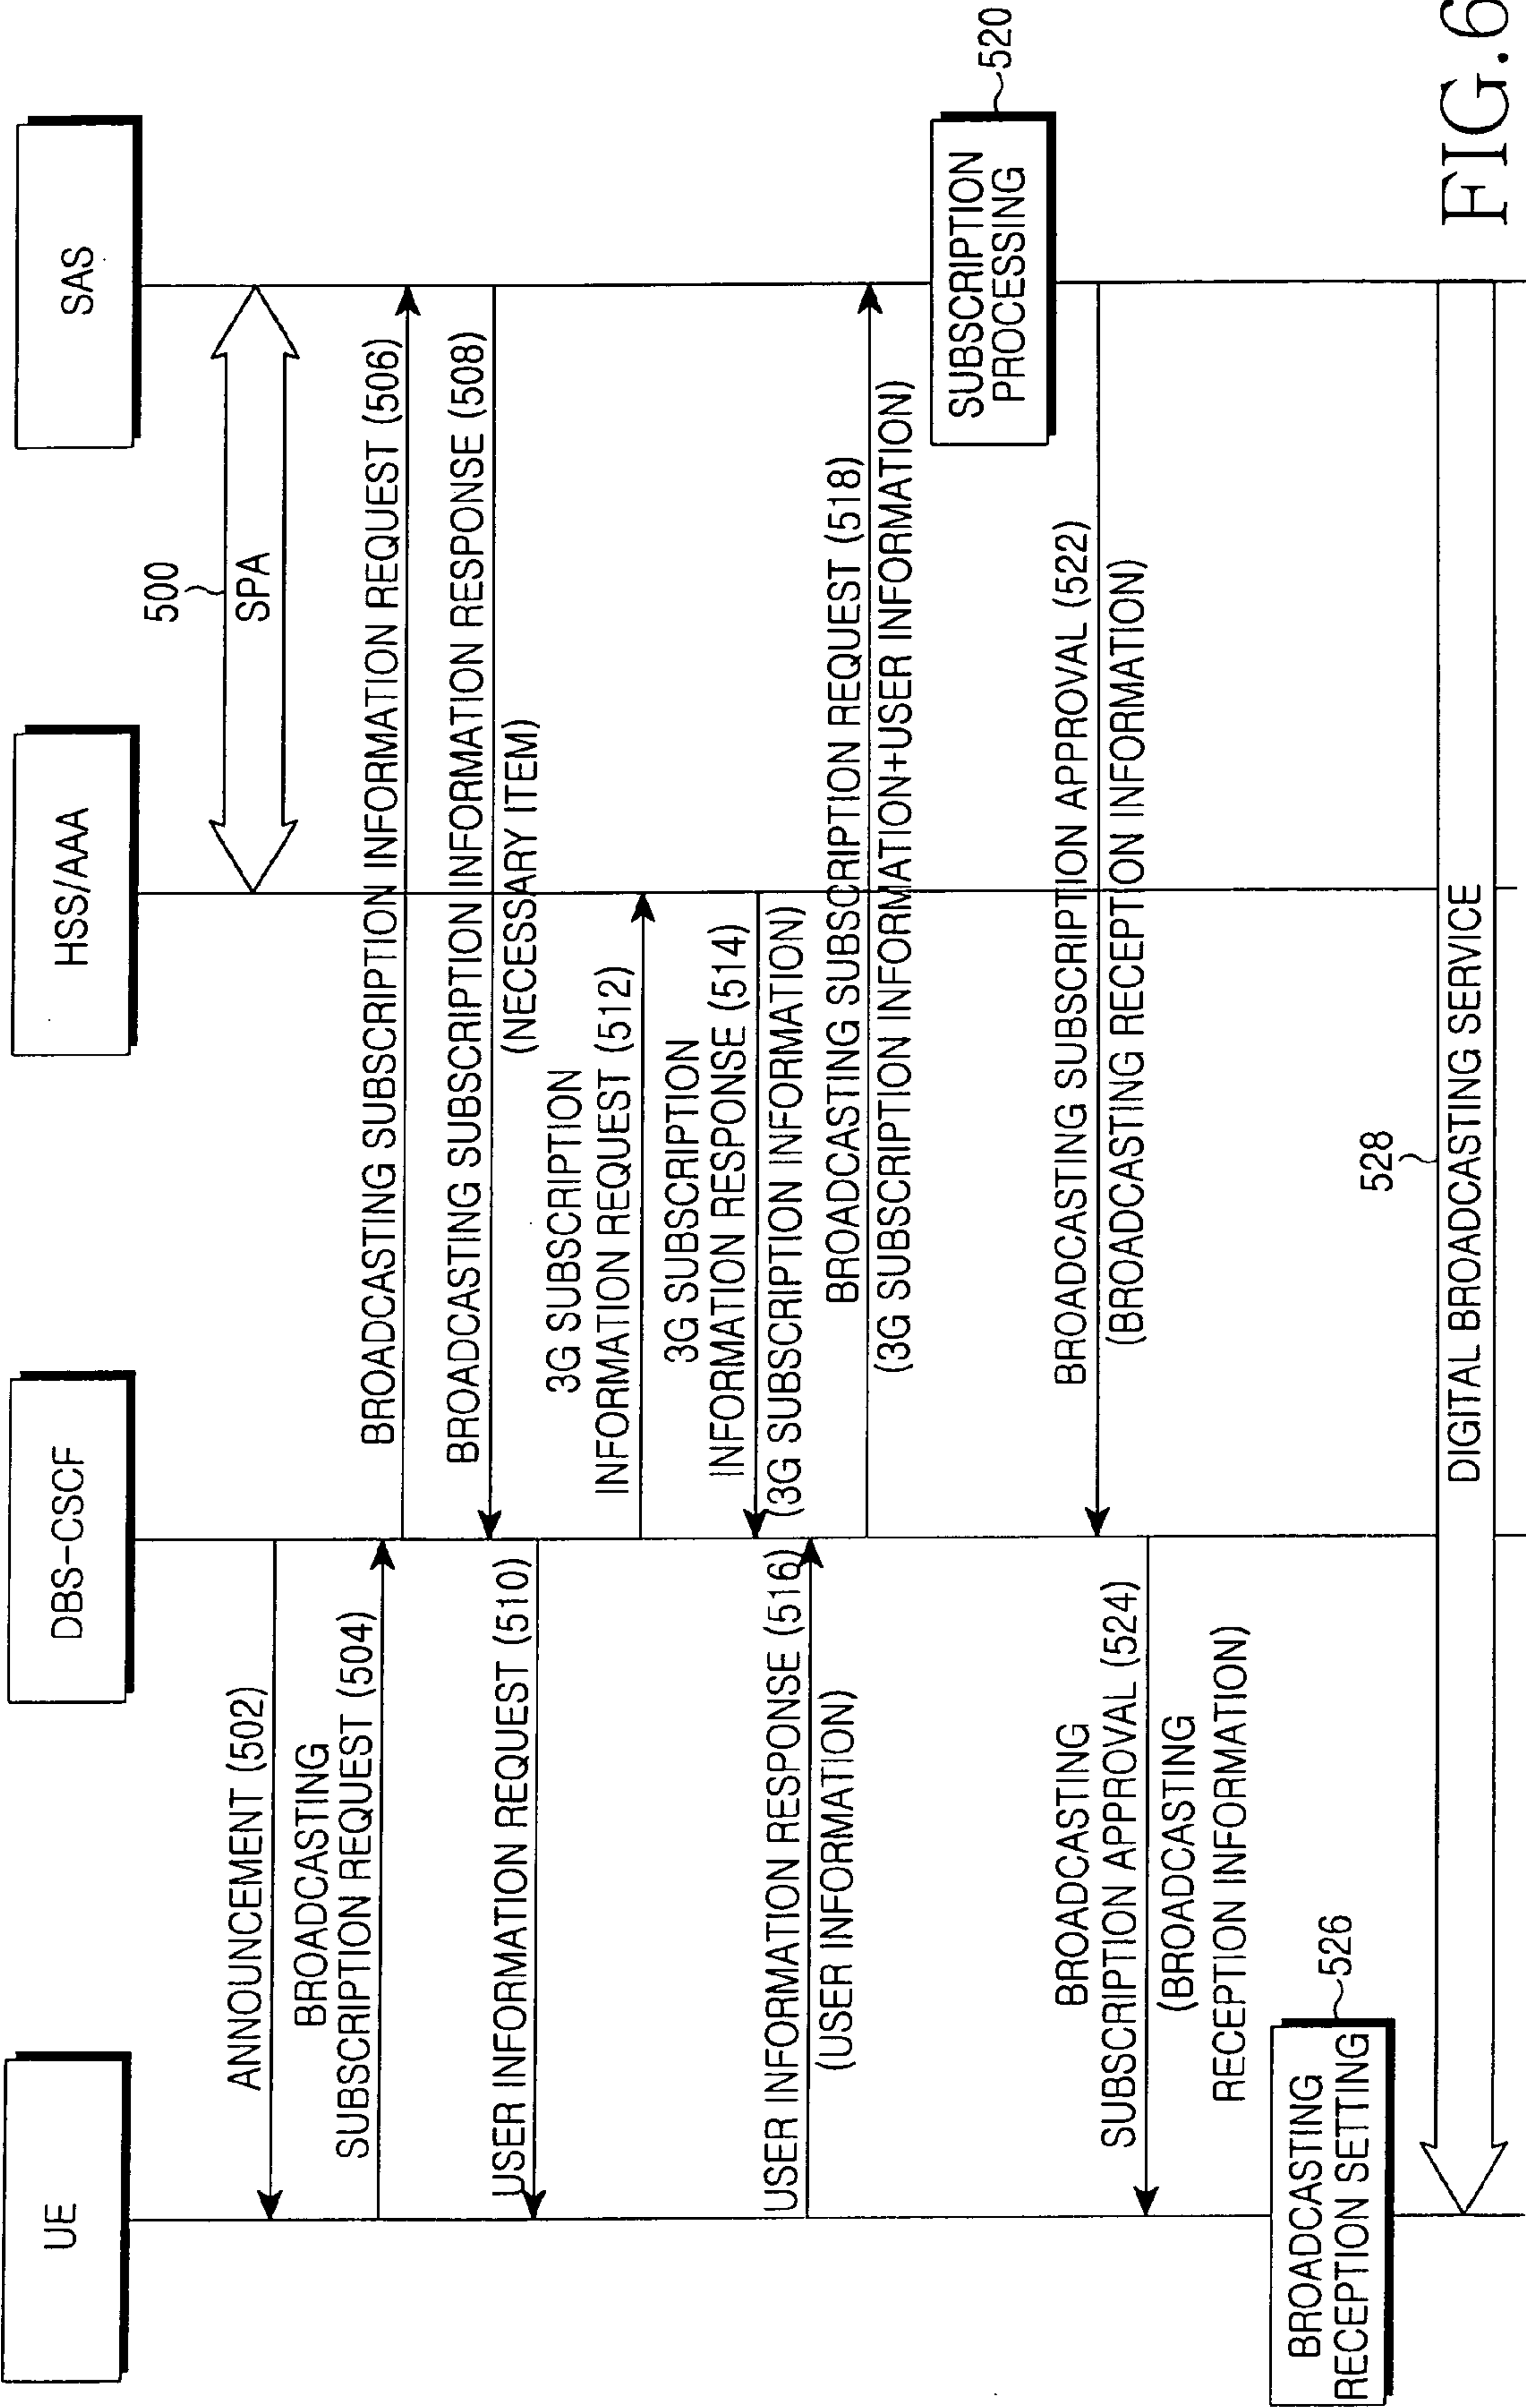 UE
DBS-CSCF
HSS/AAA
SAS
500
SPA
ANNOUNCEMENT (502)
BROADCASTING
SUBSCRIPTION REQUEST (504)
BROADCASTING SUBSCRIPTION INFORMATION REQUEST (506)
BROADCASTING SUBSCRIPTION INFORMATION RESPONSE (508)
(NECESSARY ITEM)
USER INFORMATION REQUEST (510)
3G SUBSCRIPTION
INFORMATION REQUEST (512)
3G SUBSCRIPTION
INFORMATION RESPONSE (514)
(3G SUBSCRIPTION INFORMATION)
USER INFORMATION RESPONSE (516)
(USER INFORMATION)
BROADCASTING SUBSCRIPTION REQUEST (518)
(3G SUBSCRIPTION INFORMATION+USER INFORMATION)
SUBSCRIPTION
PROCESSING
520
BROADCASTING SUBSCRIPTION APPROVAL (522)
(BROADCASTING RECEPTION INFORMATION)
BROADCASTING
SUBSCRIPTION APPROVAL (524)
(BROADCASTING
RECEPTION INFORMATION)
BROADCASTING
RECEPTION SETTING
526
528
DIGITAL BROADCASTING SERVICE
FIG.6